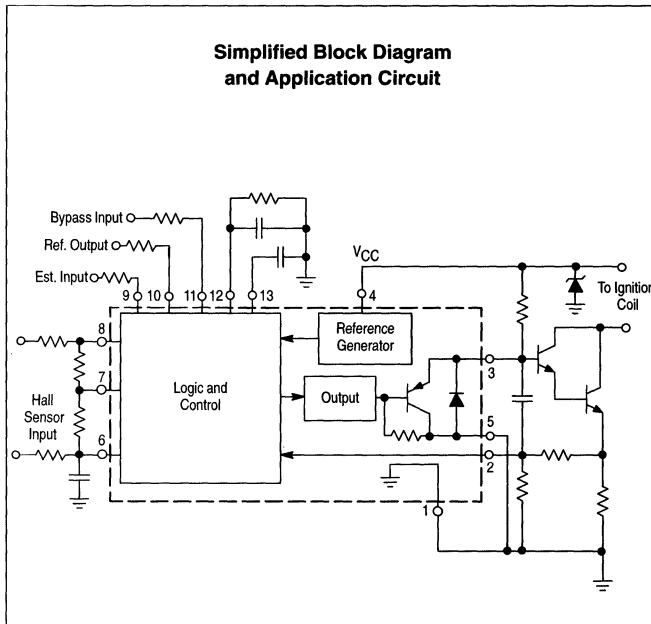 Simplified Block Diagram
and Application Circuit
Bypass Input
Ref. Output
Est. Input
9
10
11
12
13
VCC
4
To Ignition
Coil
8
7
6
Hall
Sensor
Input
Logic and
Control
Reference
Generator
Output
3
5
2
1